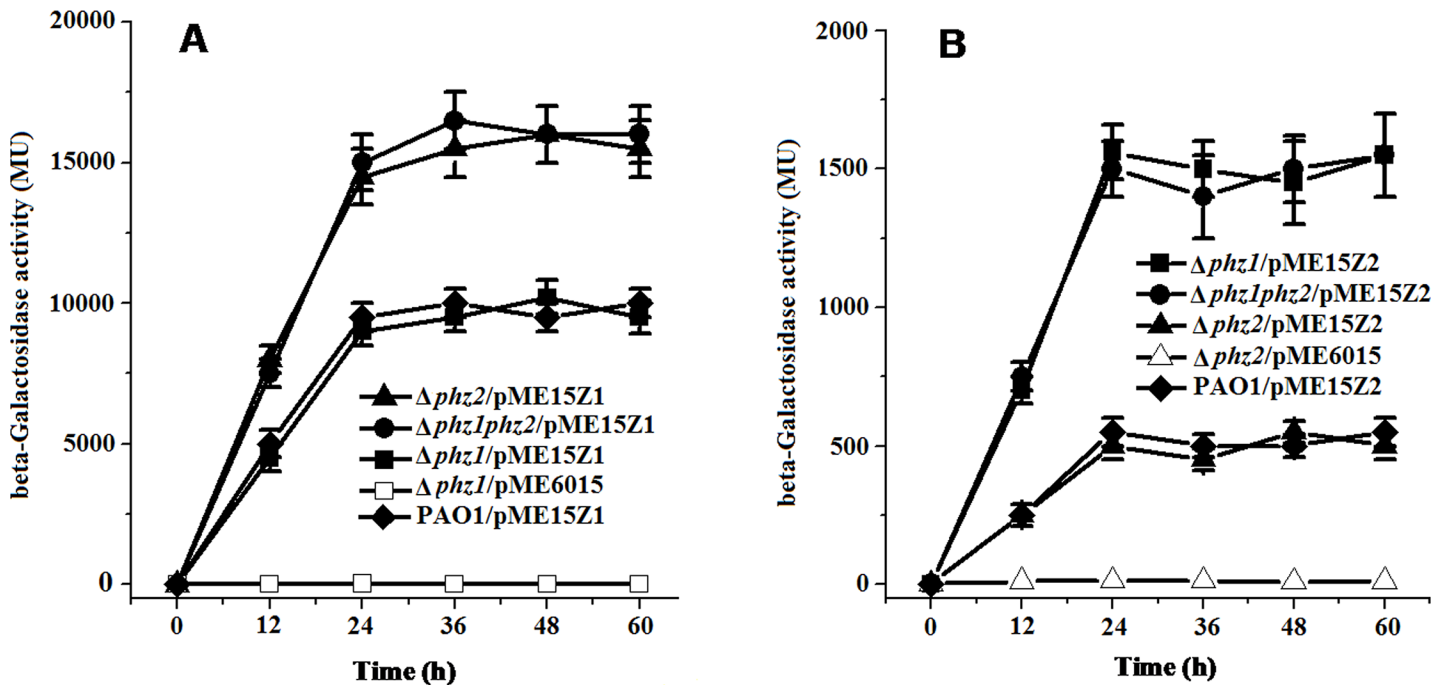 A
beta-Galactosidase activity (MU)
20000
15000
10000
5000
0
Δphz2/pME15Z1
Δphz1phz2/pME15Z1
Δphz1/pME15Z1
Δphz1/pME6015
PAO1/pME15Z1
0 12 24 36 48 60
Time (h)
B
beta-Galactosidase activity (MU)
2000
1500
1000
500
0
Δphz1/pME15Z2
Δphz1phz2/pME15Z2
Δphz2/pME15Z2
Δphz2/pME6015
PAO1/pME15Z2
0 12 24 36 48 60
Time (h)